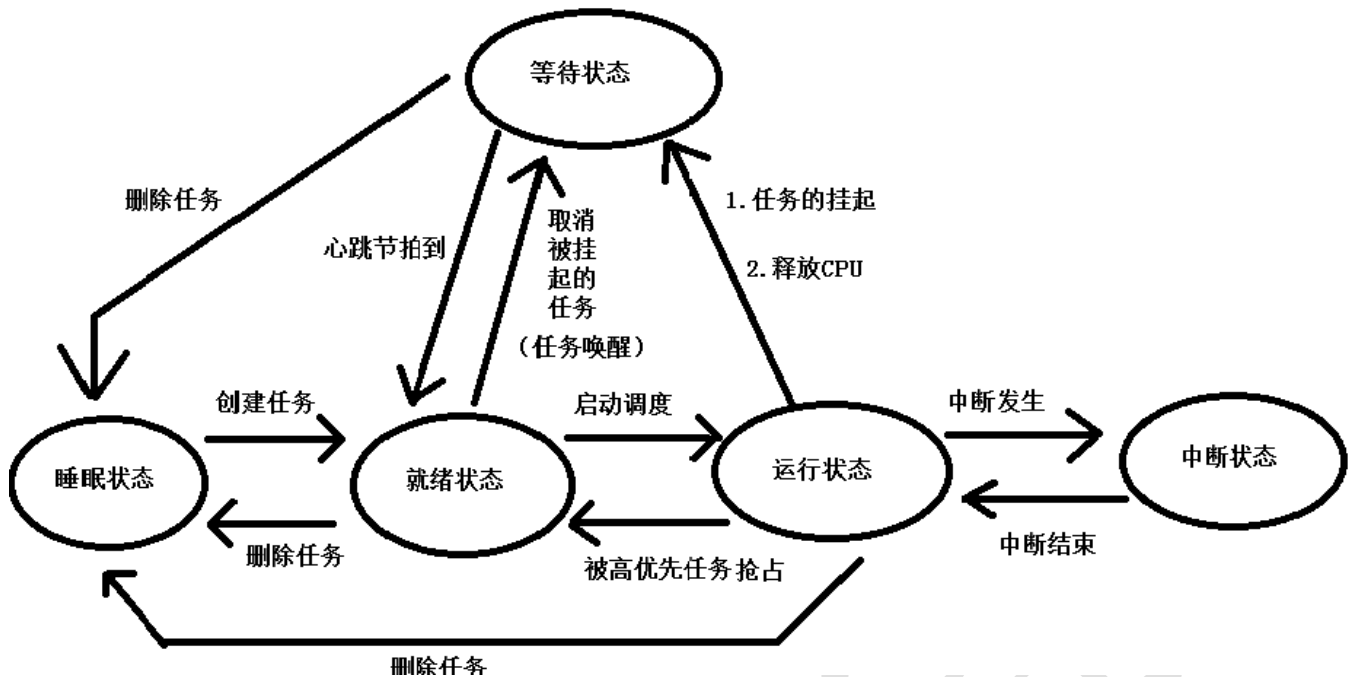 等待状态
删除任务
1.任务的挂起
心跳节拍到
取消
被挂
起的
任务
2.释放CPU
（任务唤醒）
创建任务
启动调度
中断发生
睡眠状态
就绪状态
运行状态
中断状态
删除任务
被高优先任务抢占
中断结束
删除任务